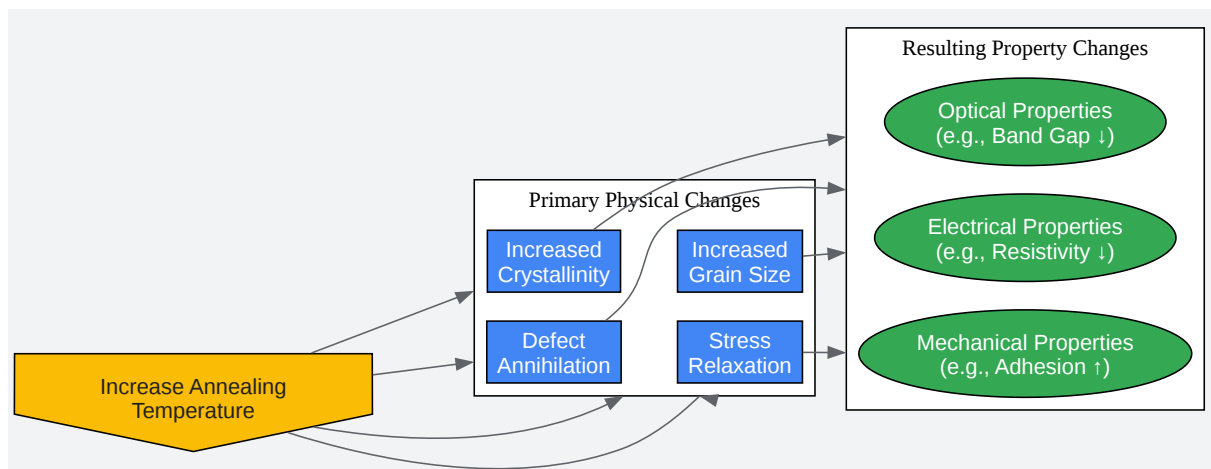 Increase Annealing
Temperature
Primary Physical Changes
Increased
Crystallinity
Increased
Grain Size
Defect
Annihilation
Stress
Relaxation
Resulting Property Changes
Optical Properties
(e.g., Band Gap ↓)
Electrical Properties
(e.g., Resistivity ↓)
Mechanical Properties
(e.g., Adhesion ↑)